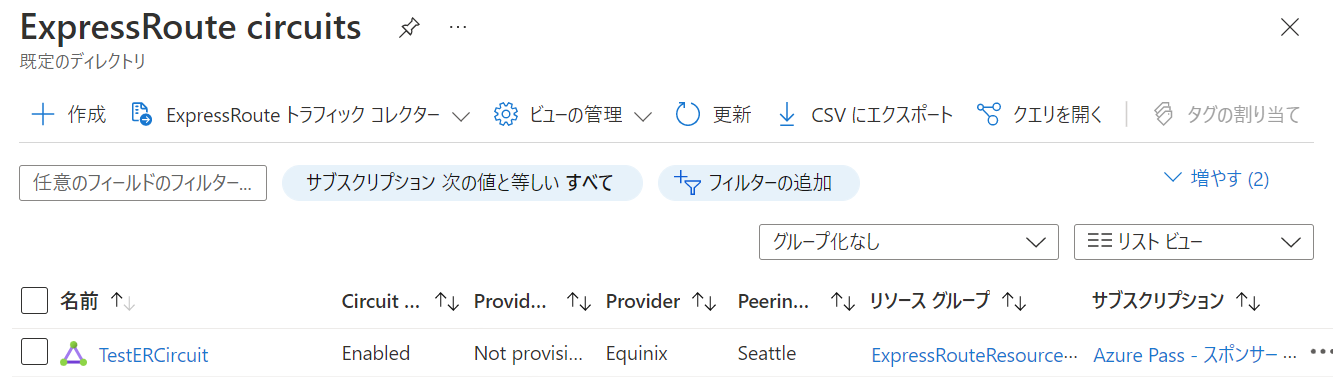 ExpressRoute circuits ···
既定のディレクトリ
作成 ExpressRoute トラフィック コレクター ビューの管理 更新 CSV にエクスポート クエリを開く タグの割り当て
任意のフィールドのフィルター... サブスクリプション 次の値と等しい すべて フィルターの追加 増やす (2)
グループ化なし リスト ビュー
名前 Circuit ... Provid... Provider Peerin... リソース グループ サブスクリプション
TestERCircuit Enabled Not provisi... Equinix Seattle ExpressRouteResource··· Azure Pass - スポンサー ··· ···